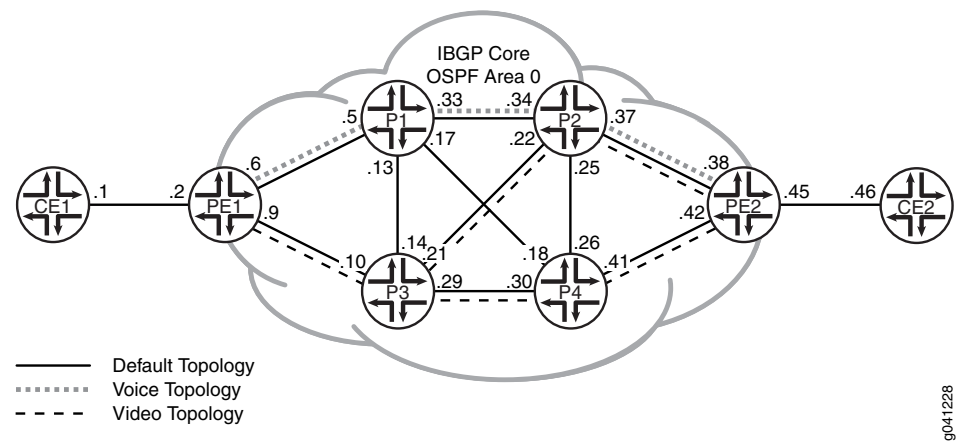 IBGP Core
OSPF Area 0
.33 .34
.5 P1 P2 .37
.17 .22
.6 .13 .25 .38
CE1 .1 .2 PE1 PE2 .45 .46 CE2
.9 .42
.14 .21 .18 .26
.10 .41
P3 .29 .30 P4
Default Topology
Voice Topology
Video Topology
g041228